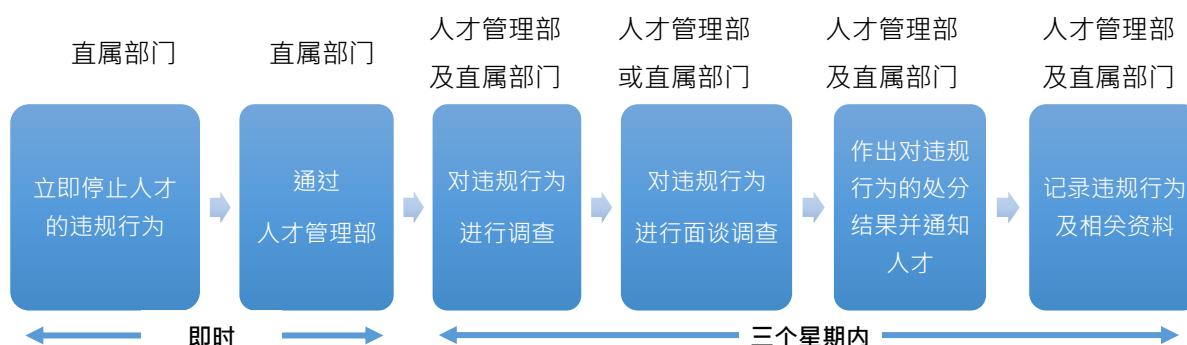 直属部门
直属部门
人才管理部
及直属部门
人才管理部
或直属部门
人才管理部
及直属部门
人才管理部
及直属部门
立即停止人才
的违规行为
通过
人才管理部
对违规行为
进行调查
对违规行为
进行面谈调查
作出对违规
行为的处分
结果并通知
人才
记录违规行为
及相关资料
即时
三个星期内